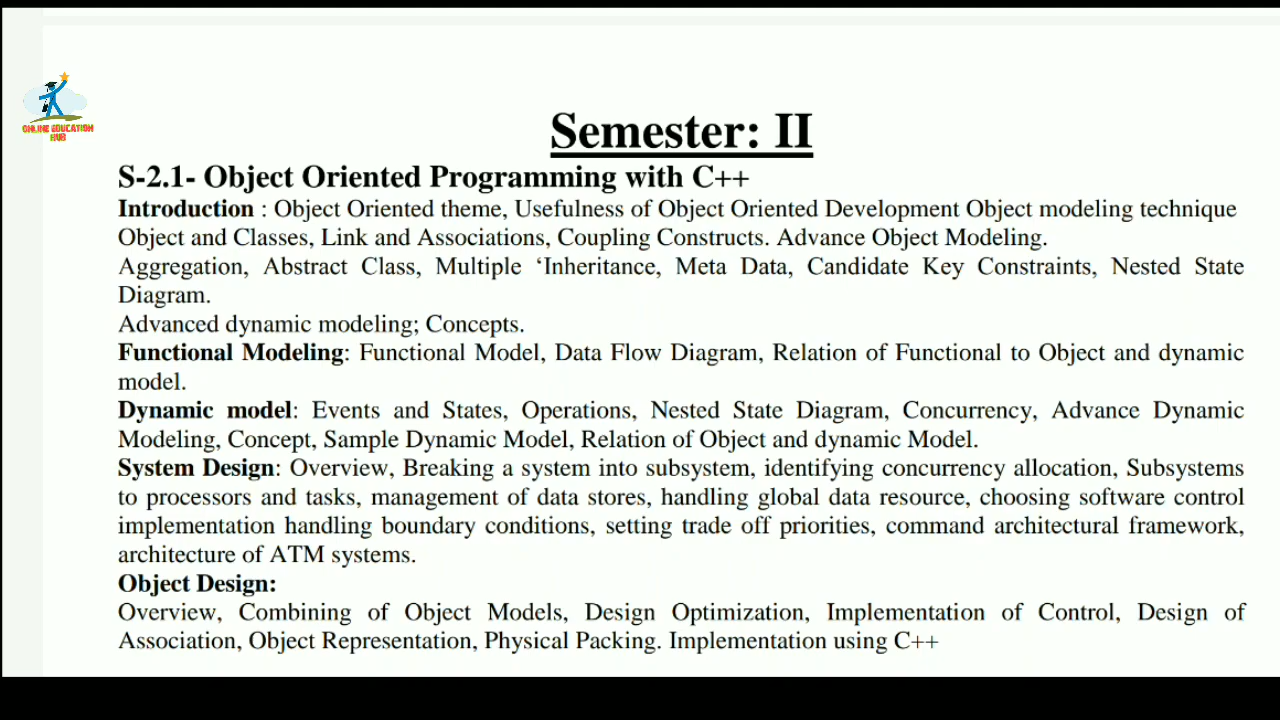 ONLINE EDUCATION
HUB
Semester: II
S-2.1- Object Oriented Programming with C++
Introduction : Object Oriented theme, Usefulness of Object Oriented Development Object modeling technique
Object and Classes, Link and Associations, Coupling Constructs. Advance Object Modeling.
Aggregation, Abstract Class, Multiple ‘Inheritance, Meta Data, Candidate Key Constraints, Nested State
Diagram.
Advanced dynamic modeling; Concepts.
Functional Modeling: Functional Model, Data Flow Diagram, Relation of Functional to Object and dynamic
model.
Dynamic model: Events and States, Operations, Nested State Diagram, Concurrency, Advance Dynamic
Modeling, Concept, Sample Dynamic Model, Relation of Object and dynamic Model.
System Design: Overview, Breaking a system into subsystem, identifying concurrency allocation, Subsystems
to processors and tasks, management of data stores, handling global data resource, choosing software control
implementation handling boundary conditions, setting trade off priorities, command architectural framework,
architecture of ATM systems.
Object Design:
Overview, Combining of Object Models, Design Optimization, Implementation of Control, Design of
Association, Object Representation, Physical Packing. Implementation using C++